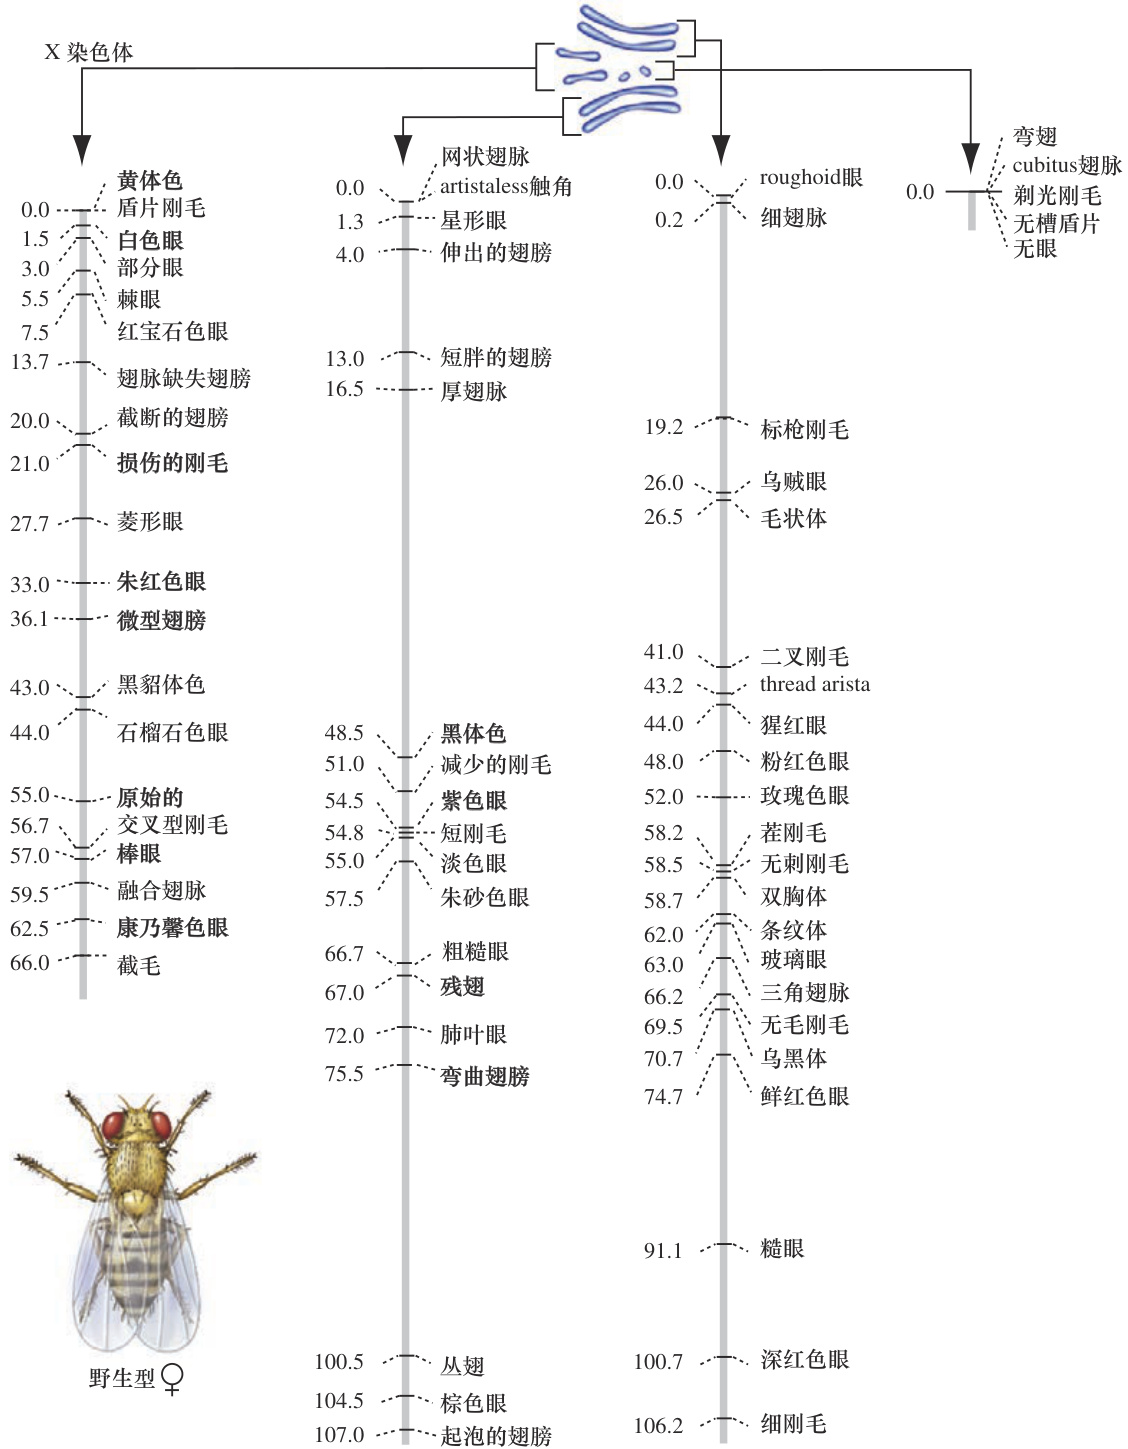 X 染色体
黄体色
0.0 盾片刚毛
1.5 白色眼
3.0 部分眼
5.5 棘眼
7.5 红宝石色眼
13.7 翅脉缺失翅膀
20.0 截断的翅膀
21.0 损伤的刚毛
27.7 菱形眼
33.0 朱红色眼
36.1 微型翅膀
43.0 黑貂体色
44.0 石榴石色眼
55.0 原始的
56.7 交叉型刚毛
57.0 棒眼
59.5 融合翅脉
62.5 康乃馨色眼
66.0 截毛
野生型♀
网状翅脉
0.0 artistaless触角
1.3 星形眼
4.0 伸出的翅膀
13.0 短胖的翅膀
16.5 厚翅脉
48.5 黑体色
51.0 减少的刚毛
54.5 紫色眼
54.8 短刚毛
55.0 淡色眼
57.5 朱砂色眼
66.7 粗糙眼
67.0 残翅
72.0 肺叶眼
75.5 弯曲翅膀
100.5 丛翅
104.5 棕色眼
107.0 起泡的翅膀
0.0 roughoid眼
0.2 细翅脉
19.2 标枪刚毛
26.0 乌贼眼
26.5 毛状体
41.0 二叉刚毛
43.2 thread arista
44.0 猩红眼
48.0 粉红色眼
52.0 玫瑰色眼
58.2 茬刚毛
58.5 无刺刚毛
58.7 双胸体
62.0 条纹体
63.0 玻璃眼
66.2 三角翅脉
69.5 无毛刚毛
70.7 乌黑体
74.7 鲜红色眼
91.1 糙眼
100.7 深红色眼
106.2 细刚毛
弯翅
cubitus翅脉
0.0 剃光刚毛
无槽盾片
无眼